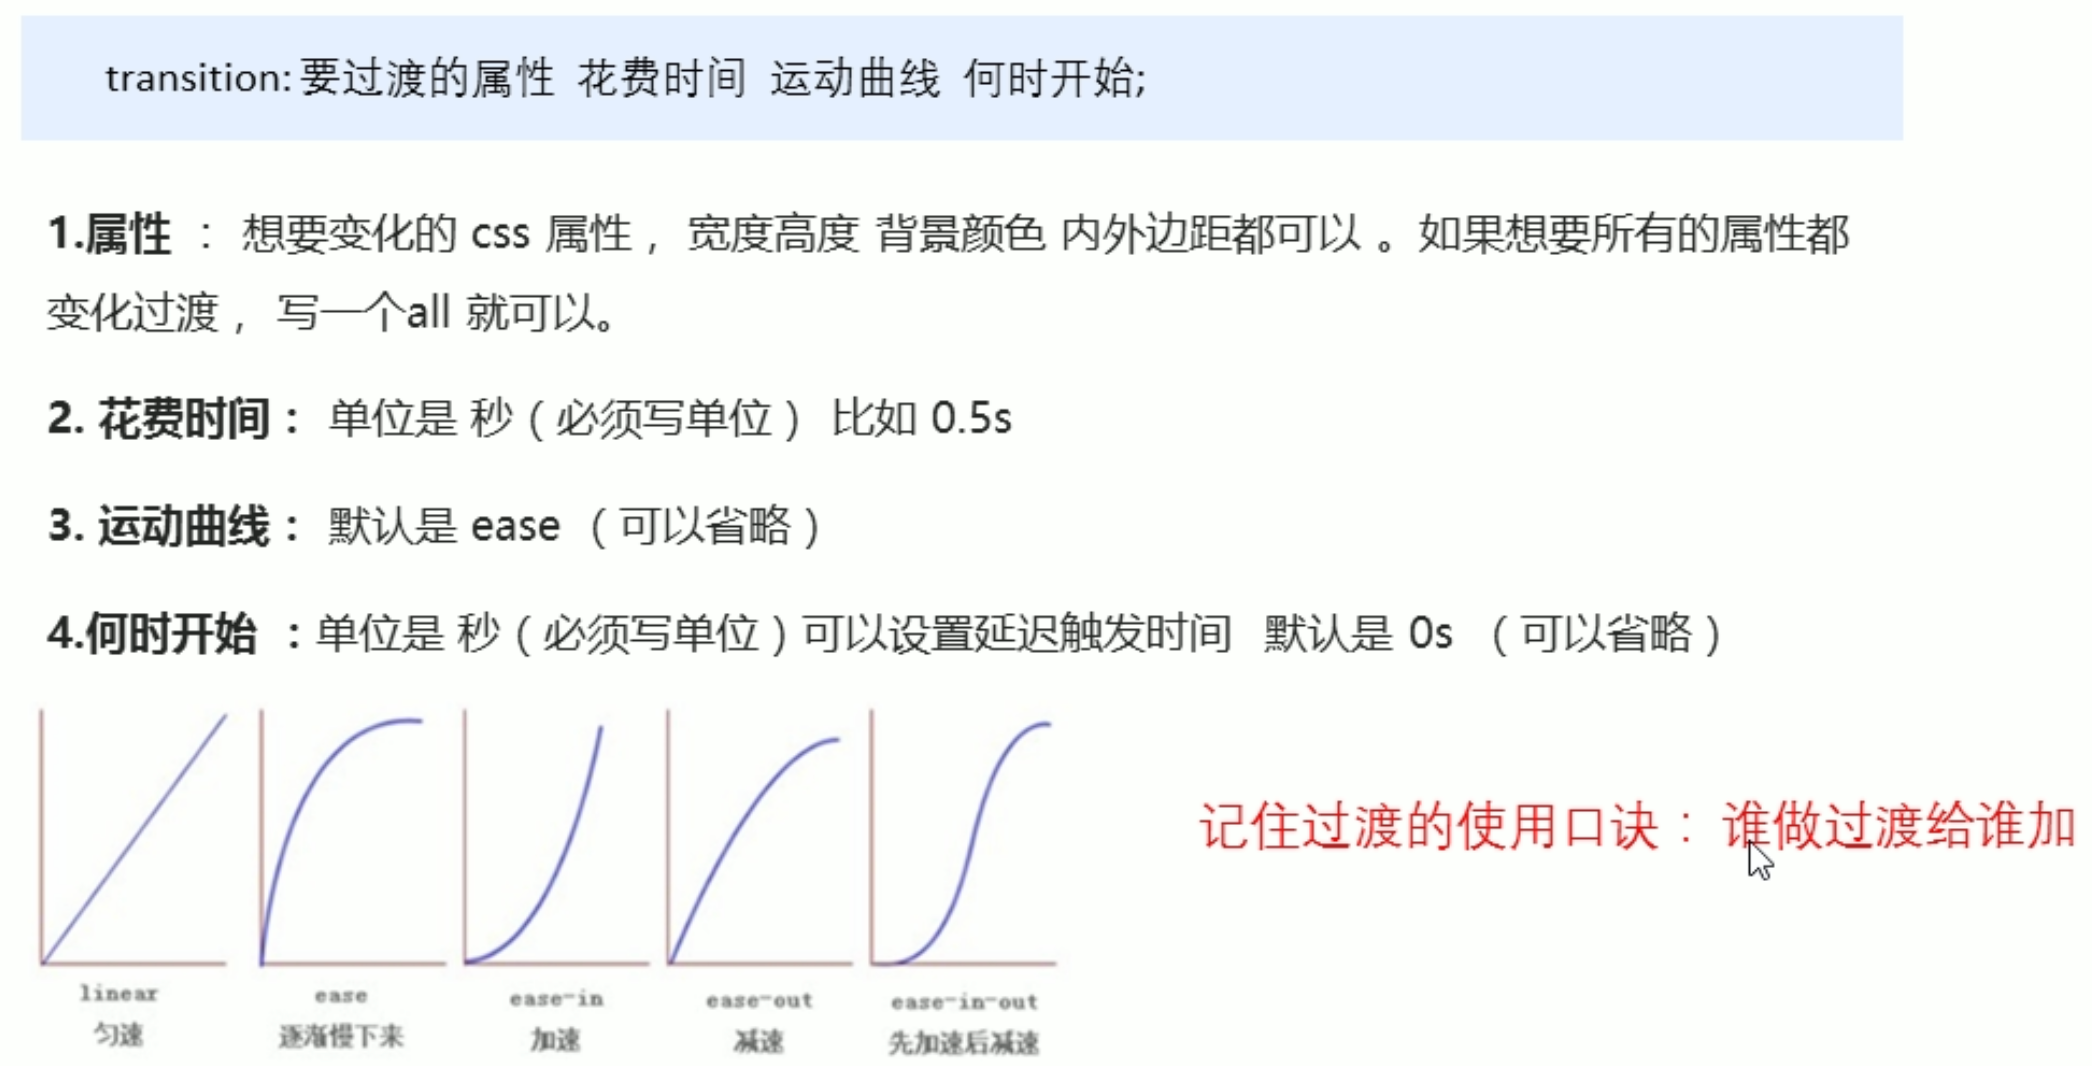 transition: 要过渡的属性 花费时间 运动曲线 何时开始;
1.属性 ： 想要变化的 css 属性， 宽度高度 背景颜色 内外边距都可以 。如果想要所有的属性都
变化过渡， 写一个all 就可以。
2. 花费时间： 单位是 秒（必须写单位） 比如 0.5s
3. 运动曲线： 默认是 ease （可以省略）
4.何时开始 ：单位是 秒（必须写单位）可以设置延迟触发时间 默认是 0s （可以省略）
记住过渡的使用口诀： 谁做过渡给谁加
linear ease ease-in ease-out ease-in-out
匀速 逐渐慢下来 加速 减速 先加速后减速